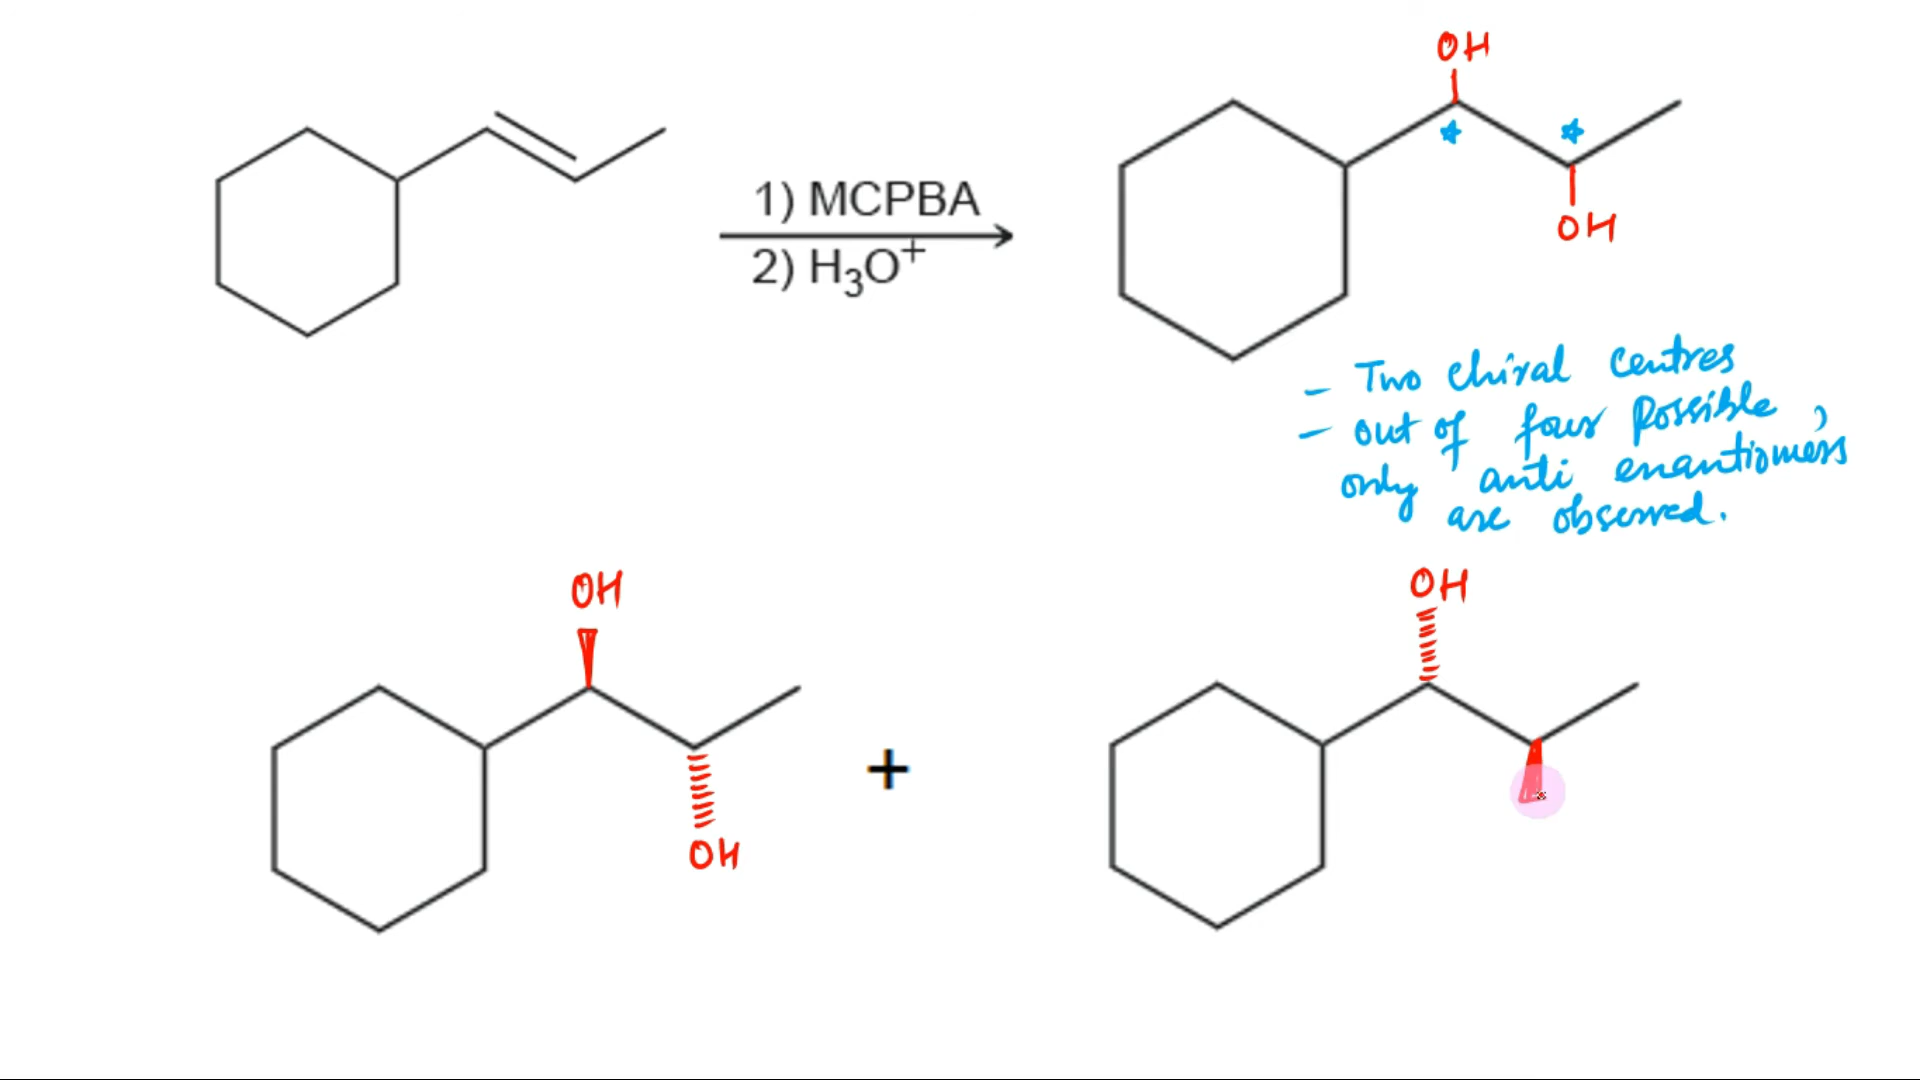 OH
1) MCPBA
2) H₃O⁺
OH
- Two chiral centres
- out of four possible,
only anti enantiomers
are observed.
OH
OH
+
OH